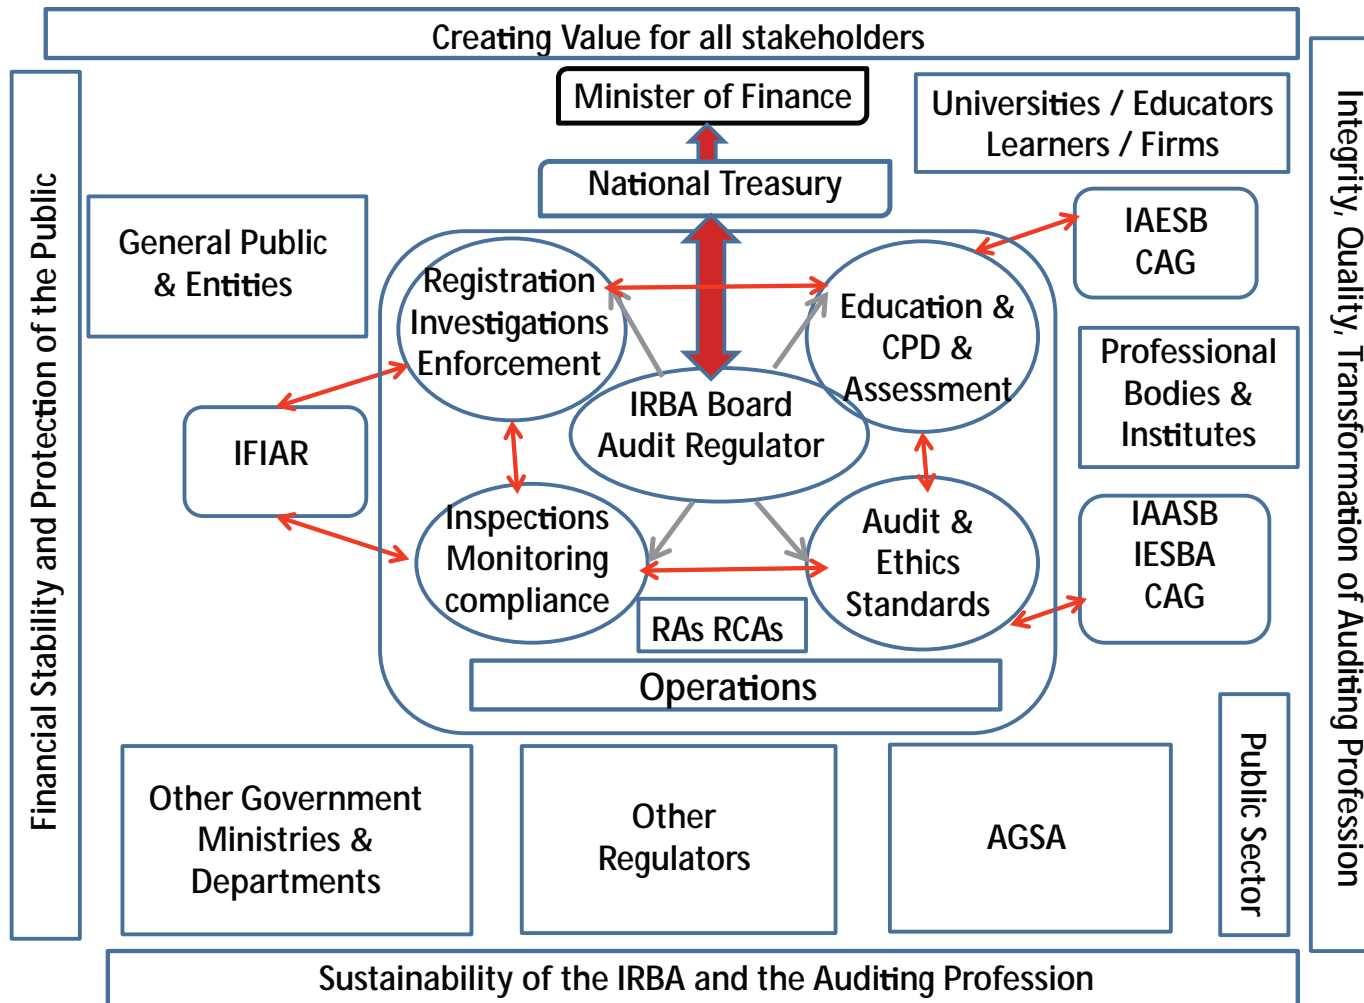 Creating Value for all stakeholders
Financial Stability and Protection of the Public
Integrity, Quality, Transformation of Auditing Profession
Minister of Finance
National Treasury
Universities / Educators
Learners / Firms
General Public
& Entities
IAESB
CAG
Registration
Investigations
Enforcement
Education &
CPD &
Assessment
IRBA Board
Audit Regulator
Professional
Bodies &
Institutes
IFIAR
Inspections
Monitoring
compliance
Audit &
Ethics
Standards
IAASB
IESBA
CAG
RAs RCAs
Operations
Other Government
Ministries &
Departments
Other
Regulators
AGSA
Public Sector
Sustainability of the IRBA and the Auditing Profession